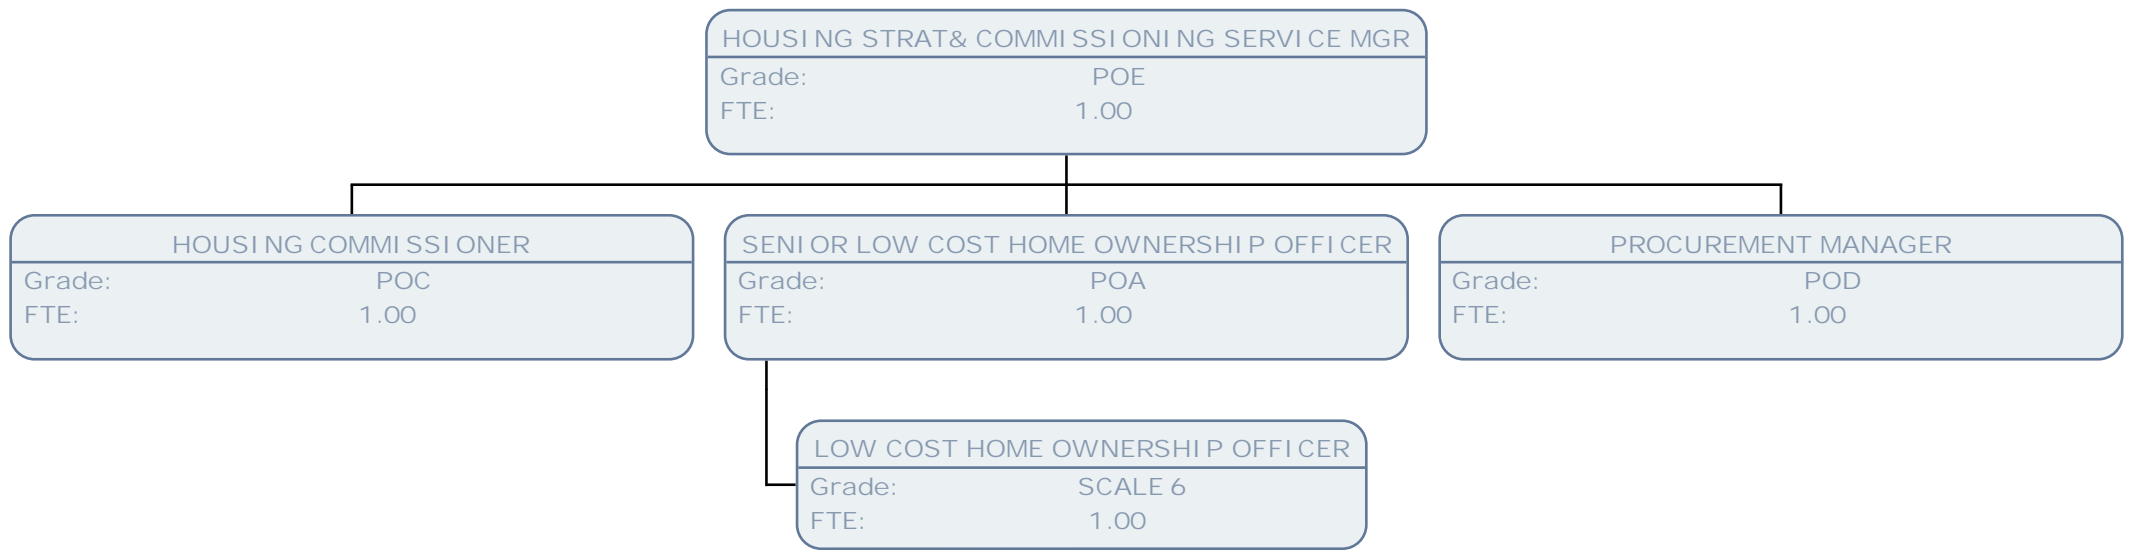 HOUSING STRAT& COMMISSIONING SERVICE MGR
Grade: POE
FTE: 1.00
HOUSING COMMISSIONER
Grade: POC
FTE: 1.00
SENIOR LOW COST HOME OWNERSHIP OFFICER
Grade: POA
FTE: 1.00
PROCUREMENT MANAGER
Grade: POD
FTE: 1.00
LOW COST HOME OWNERSHIP OFFICER
Grade: SCALE 6
FTE: 1.00